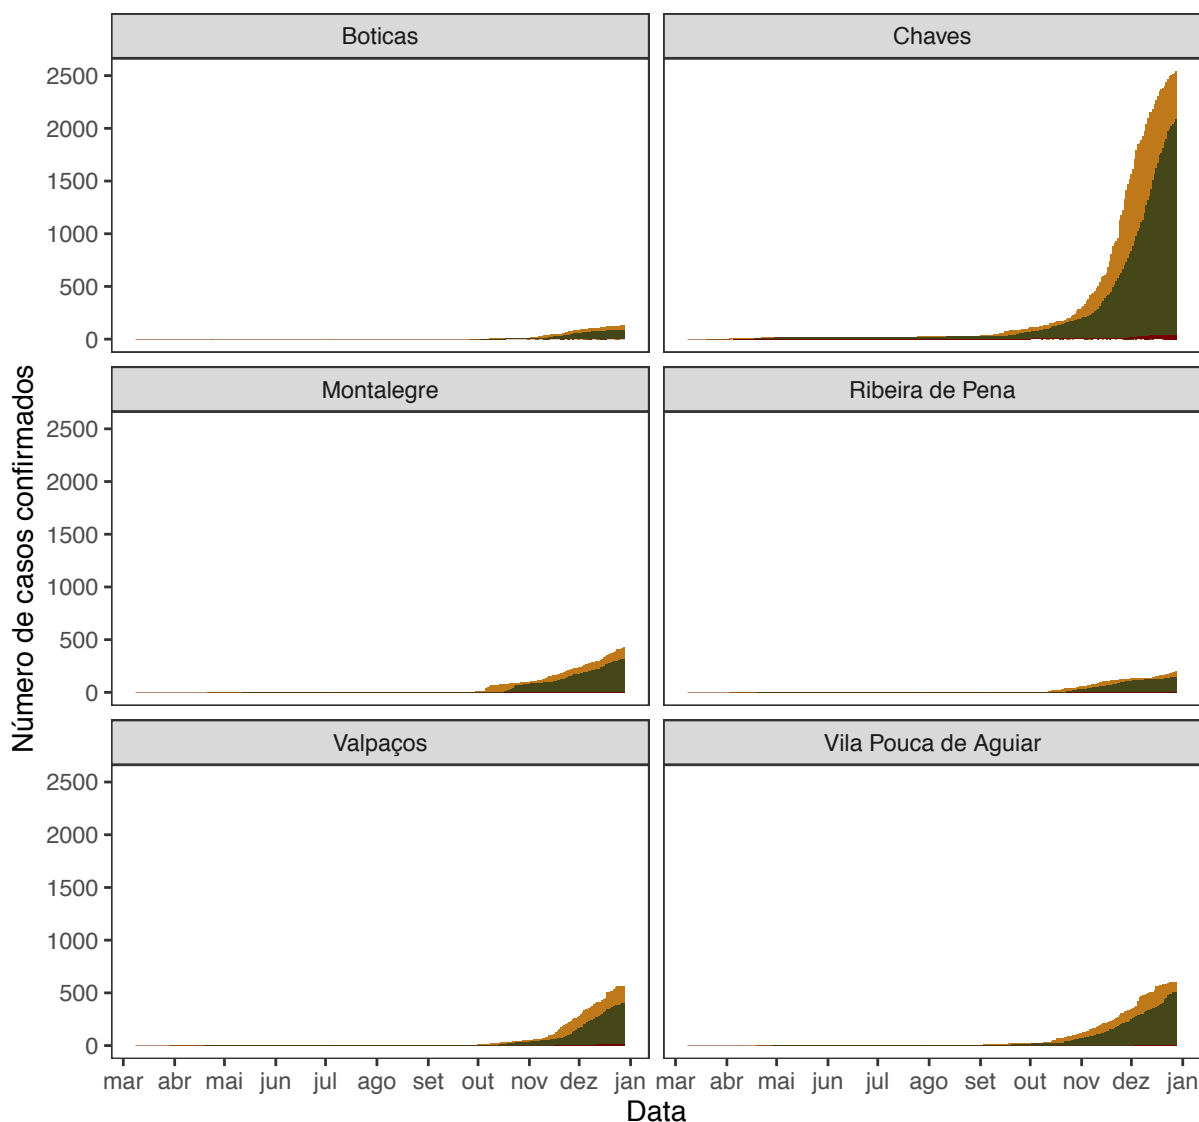 Boticas
Chaves
2500
2000
1500
1000
500
0
Montalegre
Ribeira de Pena
2500
2000
1500
1000
500
0
Valpaços
Vila Pouca de Aguiar
2500
2000
1500
1000
500
0
mar abr mai jun jul ago set out nov dez jan
mar abr mai jun jul ago set out nov dez jan
Data
Número de casos confirmados